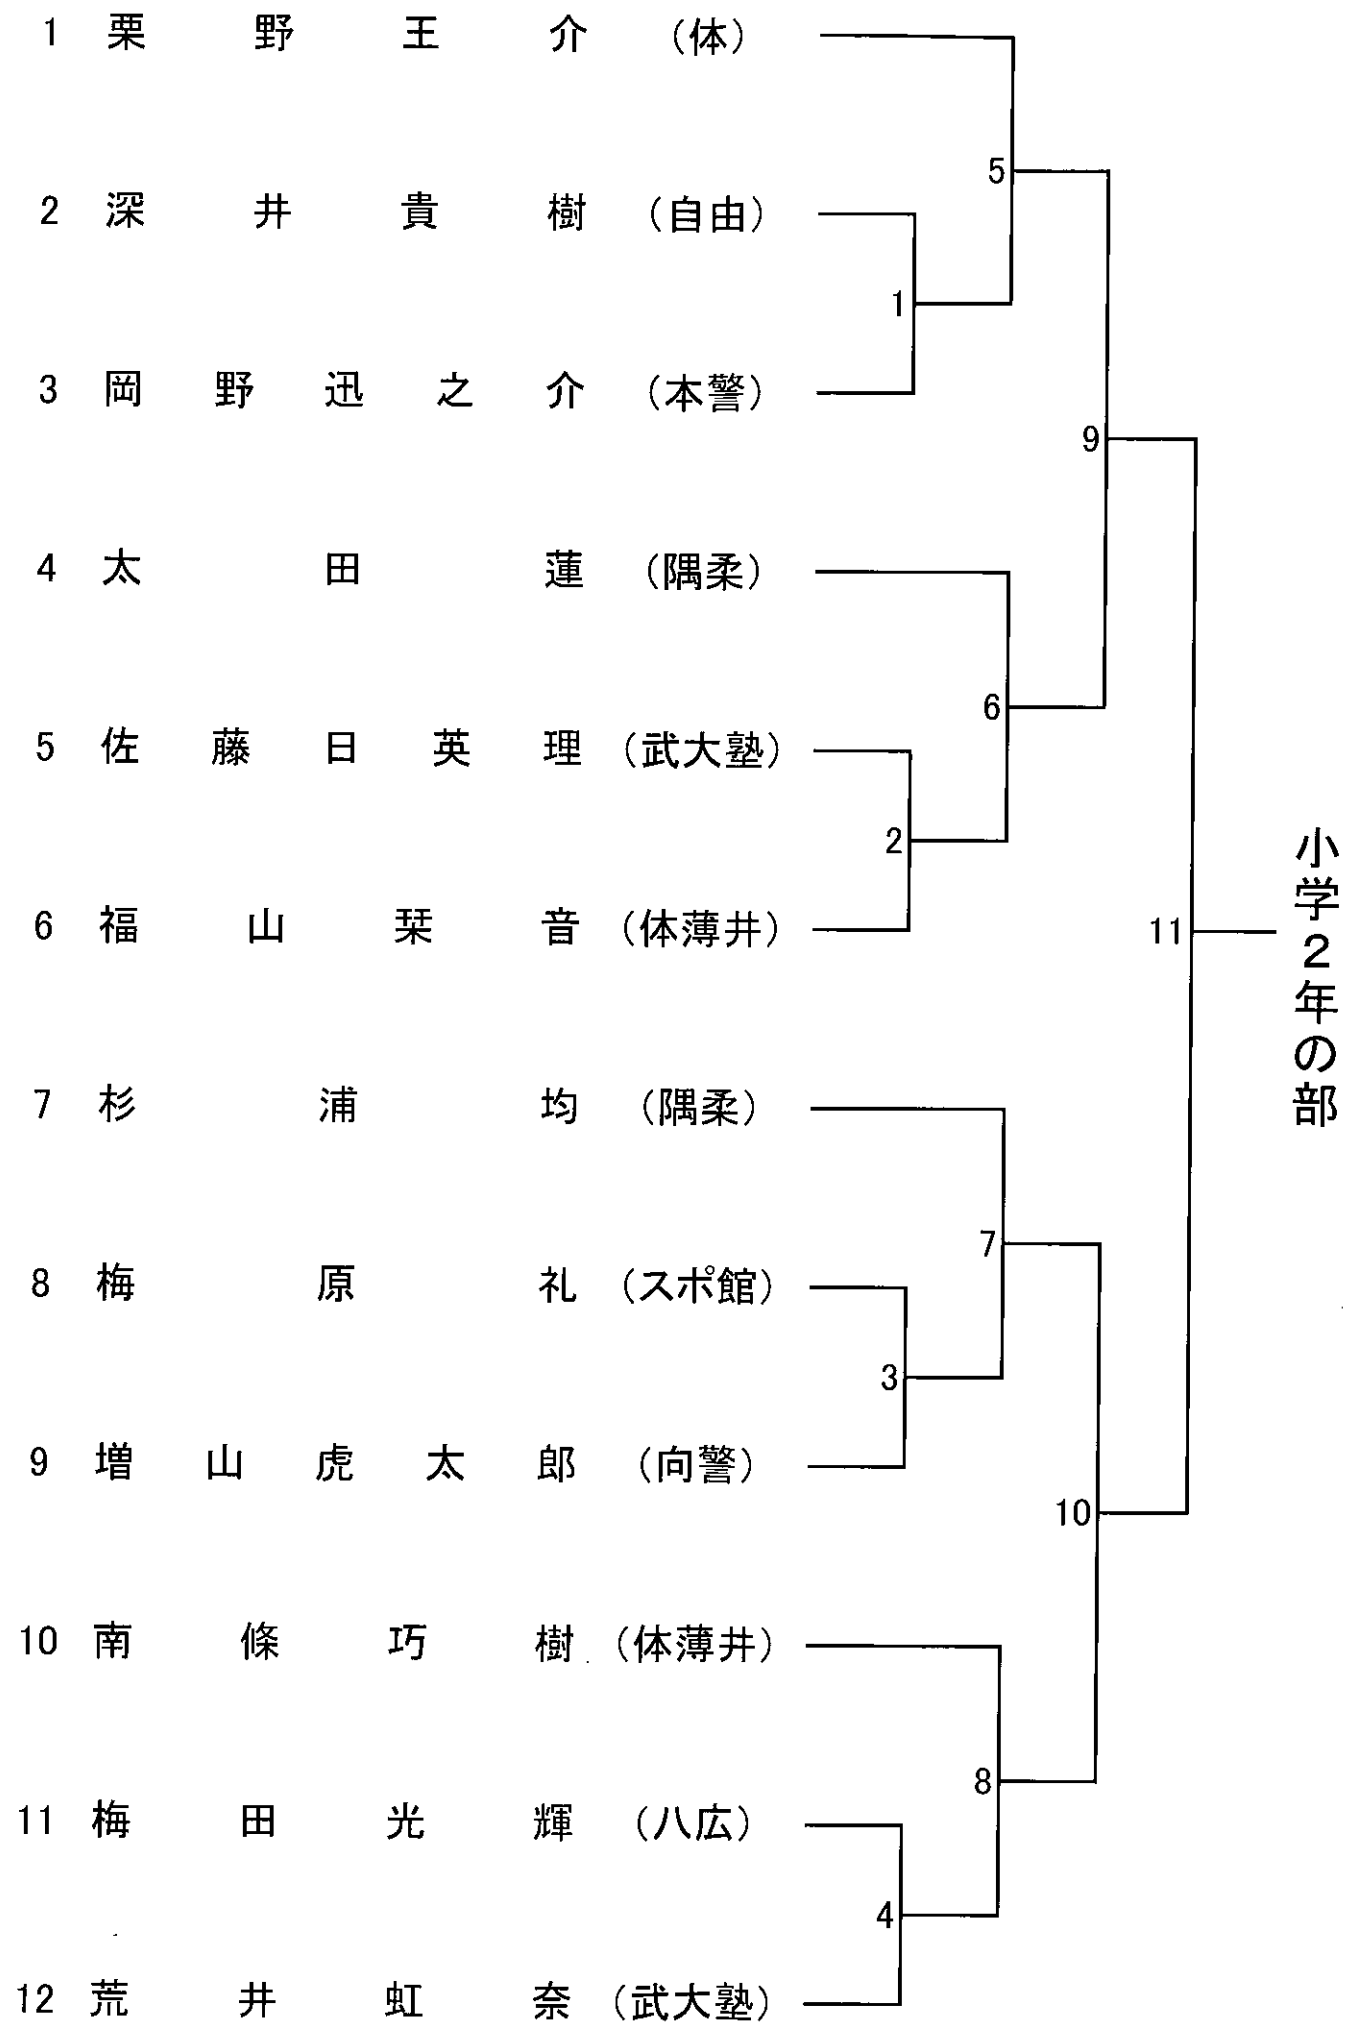 1 栗野王介 (体)
2 深井貴樹 (自由)
3 岡野迅之介 (本警)
4 太田蓮 (隅柔)
5 佐藤日英理 (武大塾)
6 福山栞音 (体薄井)
7 杉浦均 (隅柔)
8 梅原礼 (スポ館)
9 増山虎太郎 (向警)
10 南條巧樹 (体薄井)
11 梅田光輝 (八広)
12 荒井虹奈 (武大塾)
5
1
9
6
2
11
7
3
10
8
4
小学2年の部